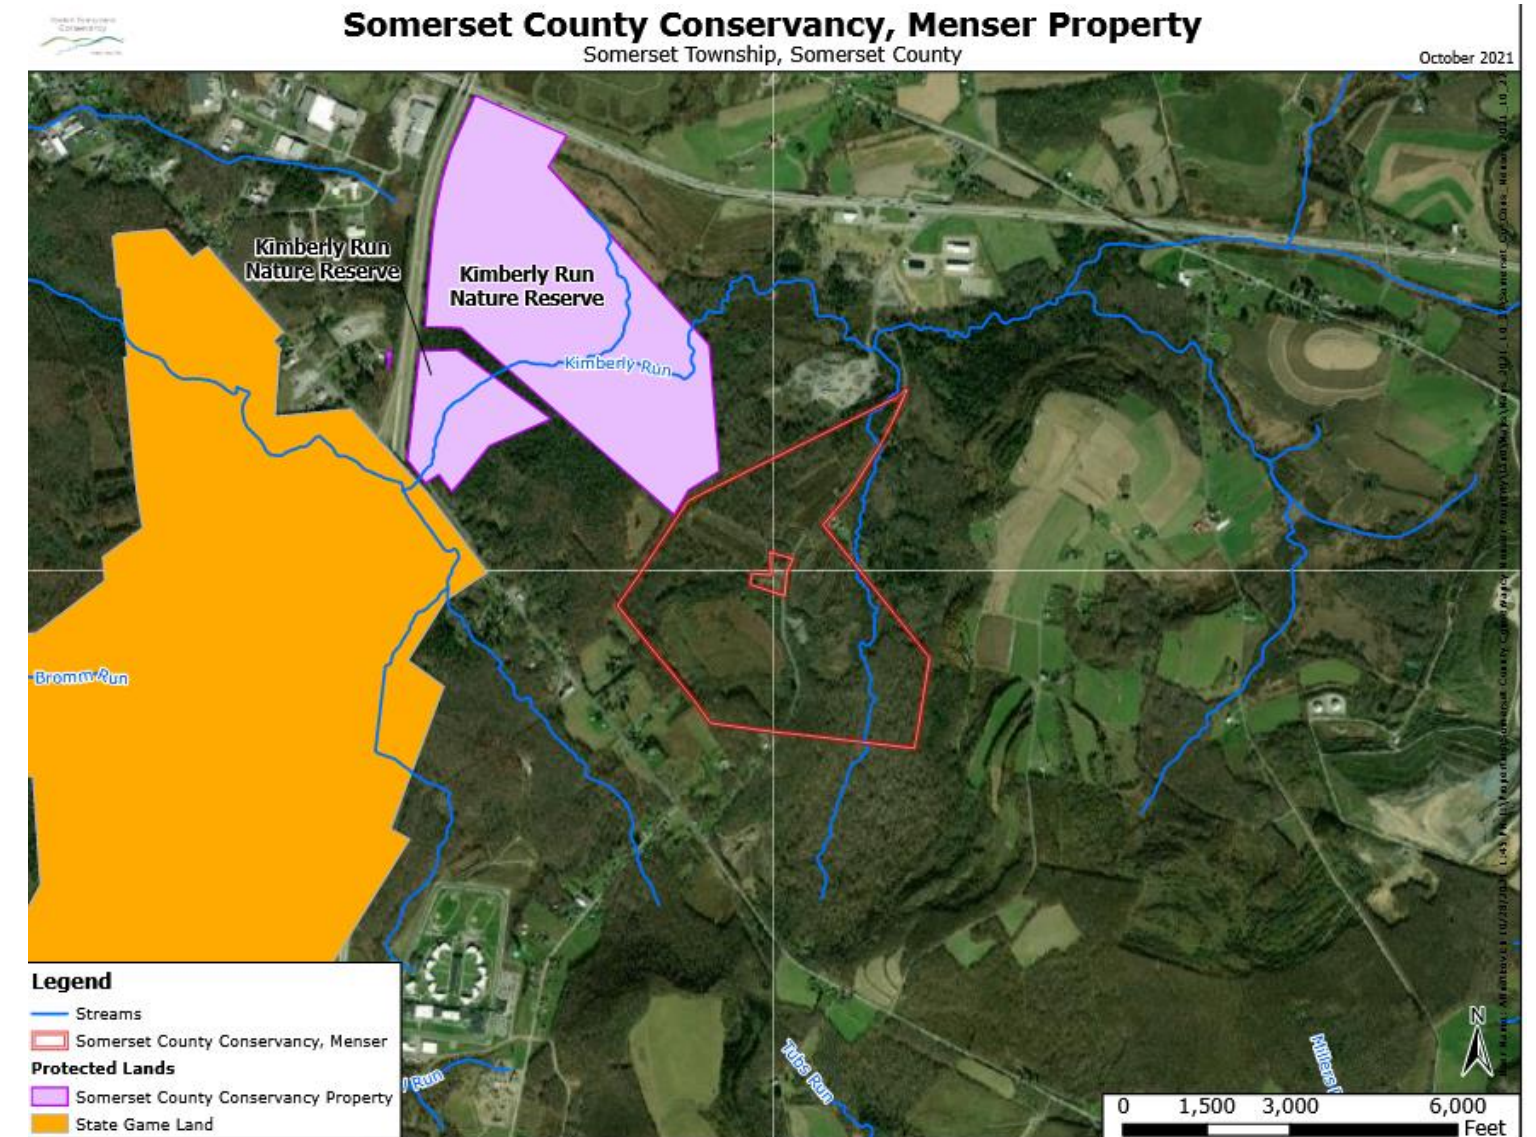 Somerset County Conservancy, Menser Property
Somerset Township, Somerset County
October 2021
Kimberly Run
Nature Reserve
Kimberly Run
Nature Reserve
Kimberly Run
Bromm Run
Legend
Streams
Somerset County Conservancy, Menser
Protected Lands
Somerset County Conservancy Property
State Game Land
Run
Tubs Run
Millers
N
0 1,500 3,000 6,000
Feet